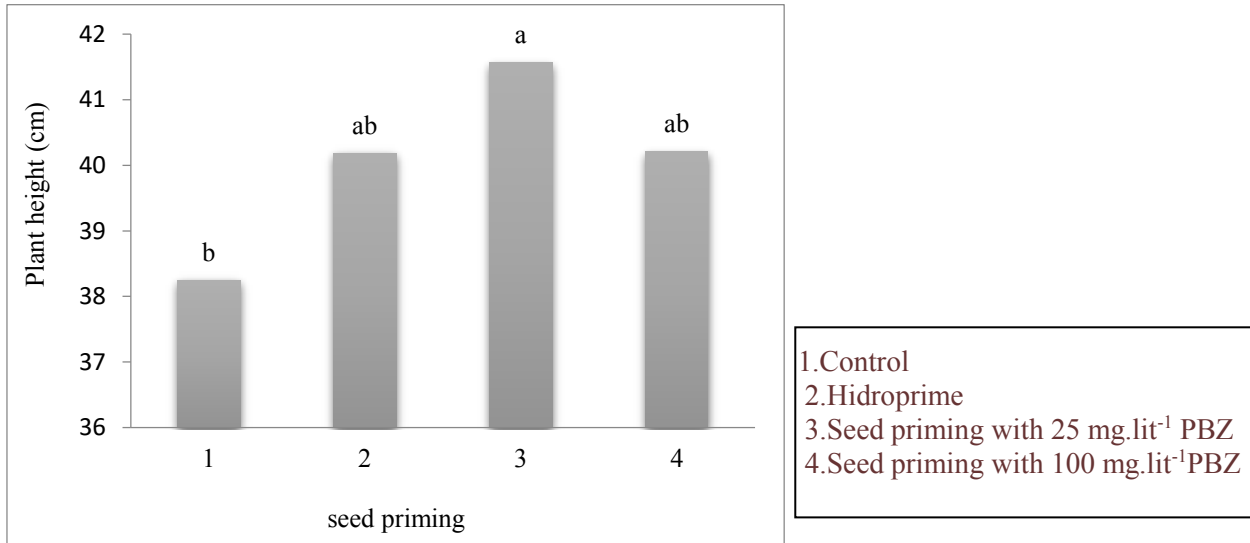 Plant height (cm)
42
41
40
39
38
37
36
b
ab
a
ab
1
2
3
4
seed priming
1.Control
2.Hidroprime
3.Seed priming with 25 mg.lit⁻¹ PBZ
4.Seed priming with 100 mg.lit⁻¹PBZ